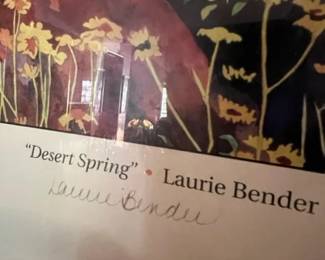 "Desert Spring" • Laurie Bender
Laurie Bender